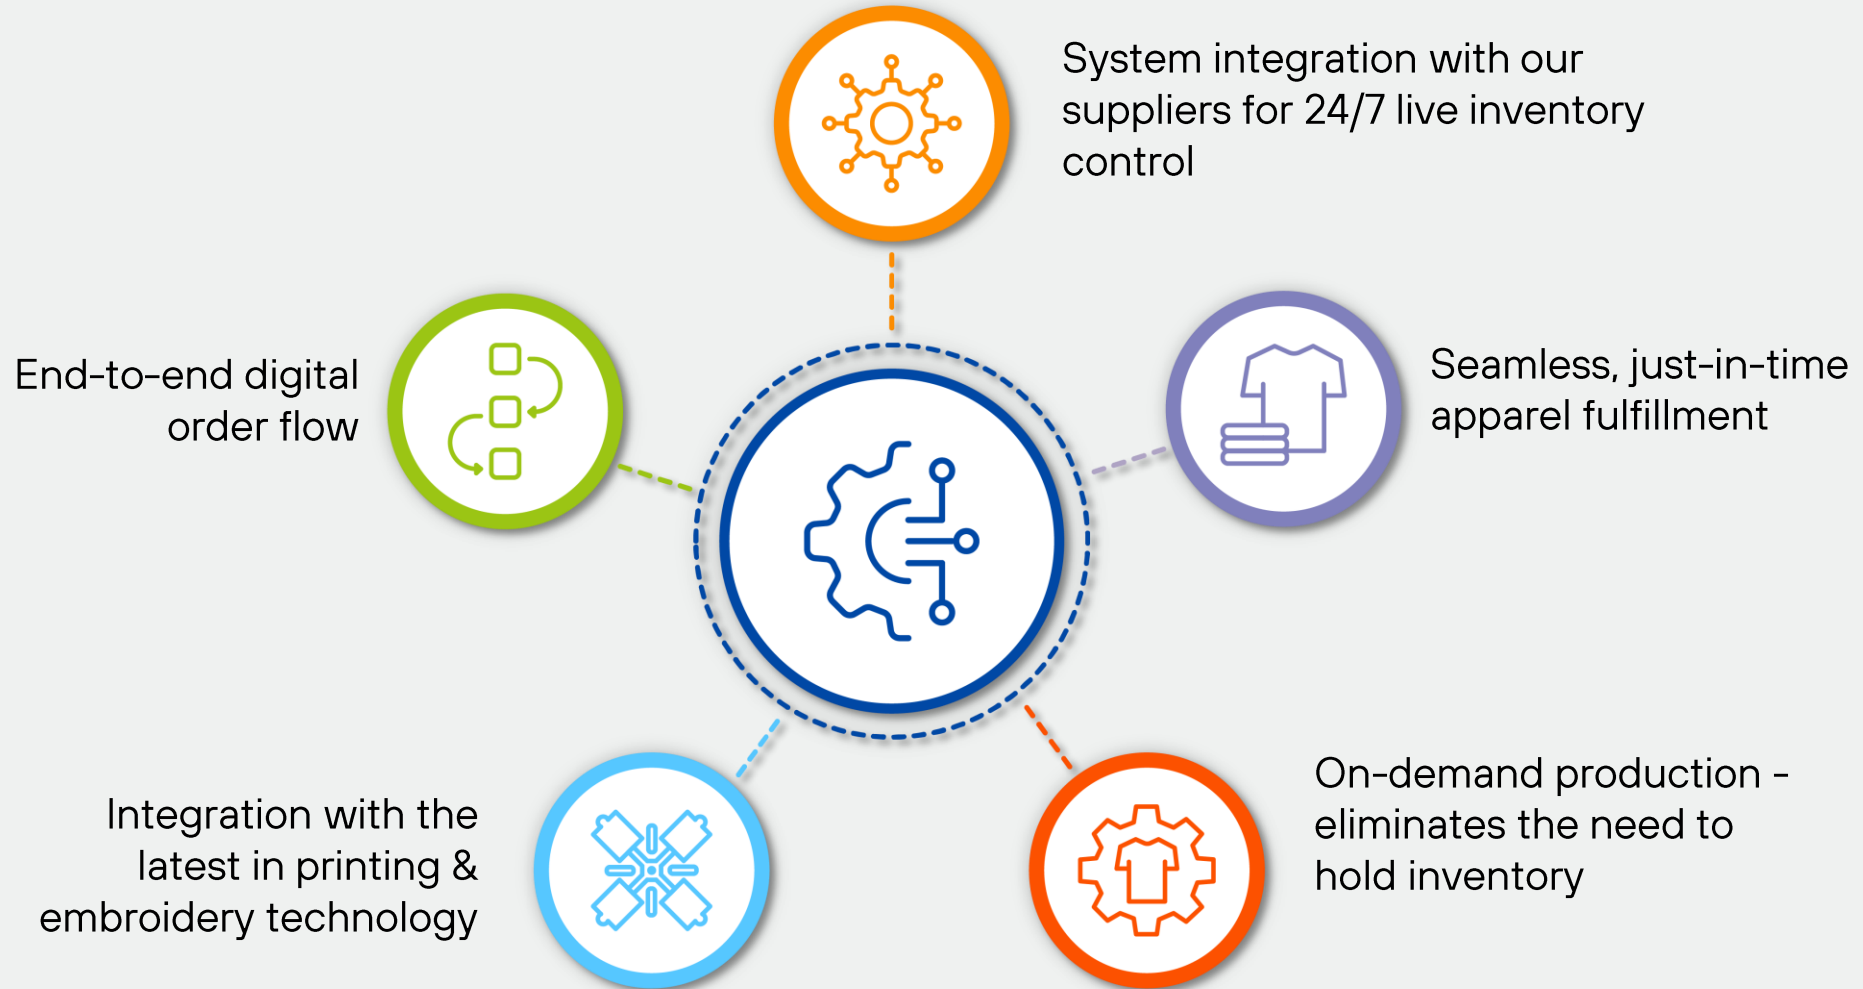 System integration with our
suppliers for 24/7 live inventory
control
End-to-end digital
order flow
Seamless, just-in-time
apparel fulfillment
Integration with the
latest in printing &
embroidery technology
On-demand production -
eliminates the need to
hold inventory